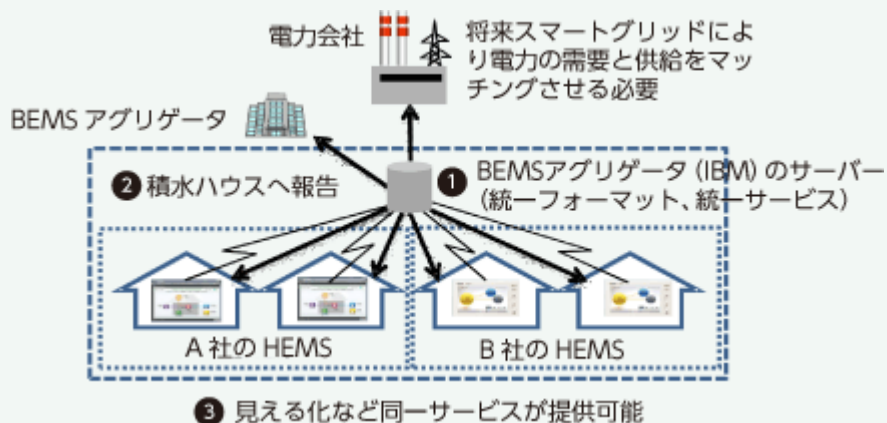 電力会社
将来スマートグリッドによ
り電力の需要と供給をマッ
チングさせる必要
BEMS アグリゲータ
❶ BEMSアグリゲータ（IBM）のサーバー
（統一フォーマット、統一サービス）
❷ 積水ハウスへ報告
A 社の HEMS
B 社の HEMS
❸ 見える化など同一サービスが提供可能